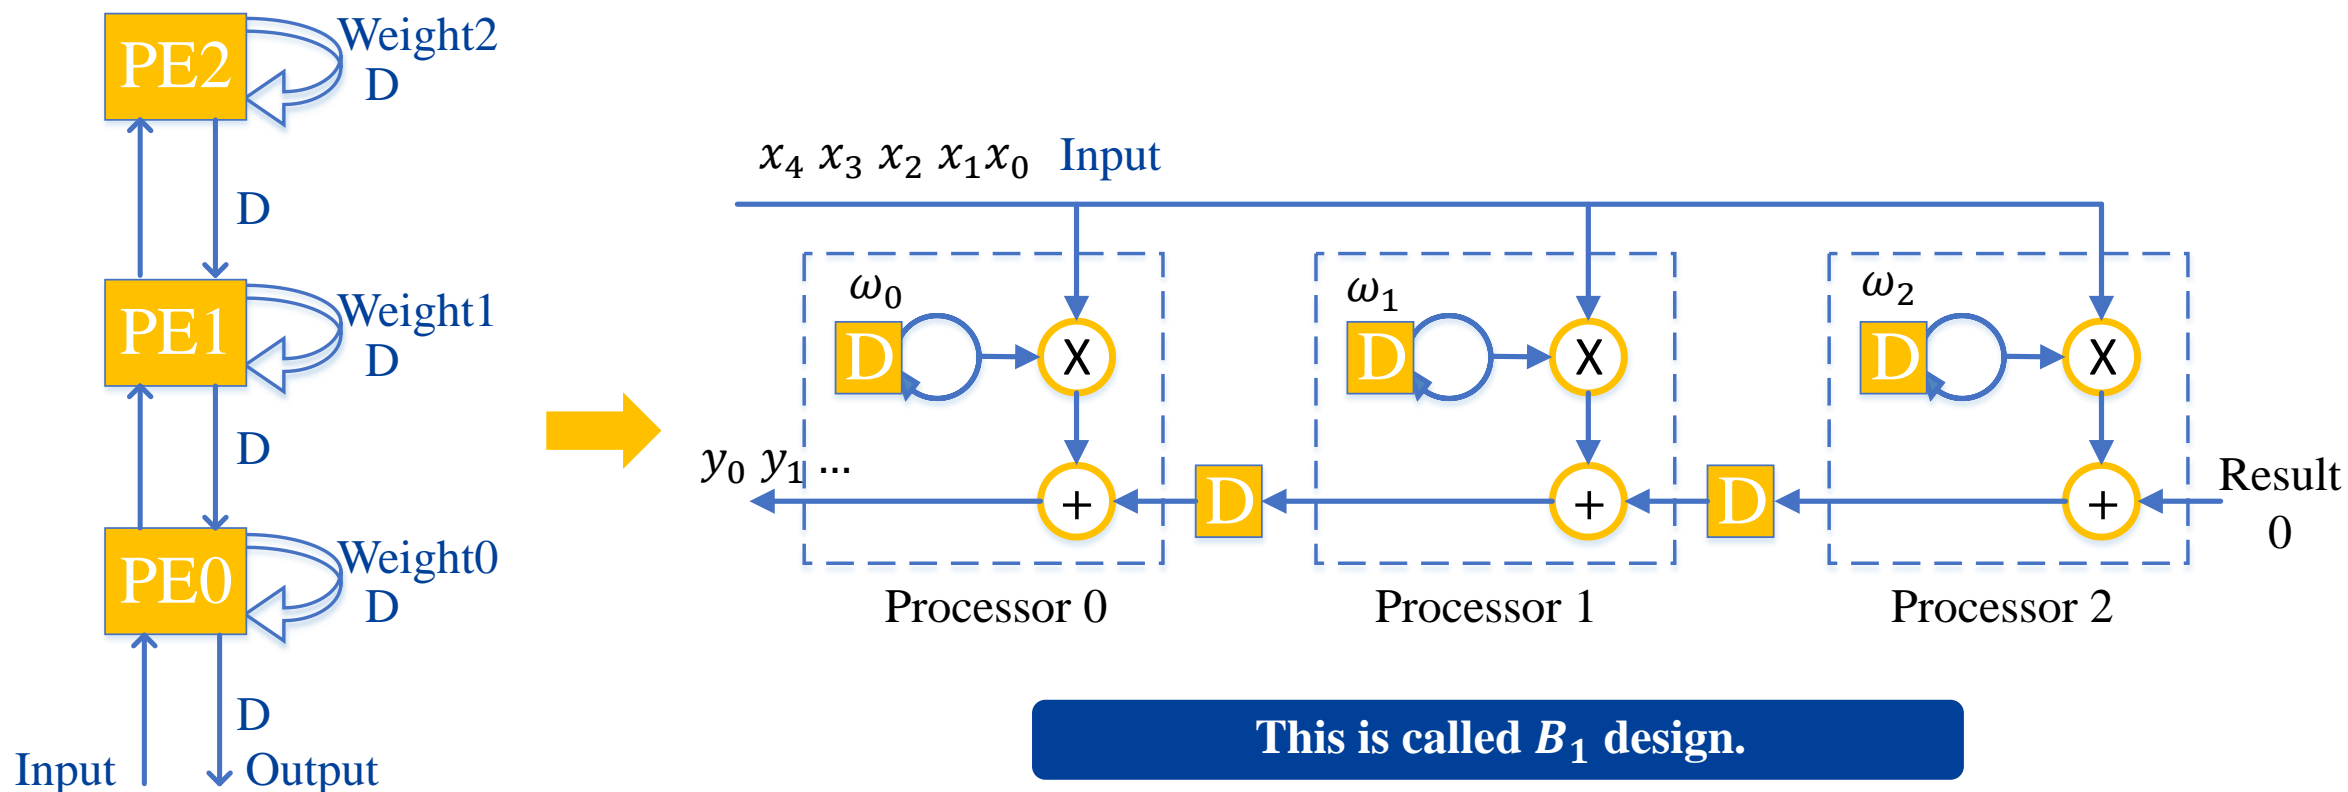 PE2
Weight2
D
D
PE1
Weight1
D
D
PE0
Weight0
D
D
Input
Output
x₄ x₃ x₂ x₁x₀ Input
ω₀
D
X
ω₁
D
X
ω₂
D
X
y₀ y₁ ...
+
D
+
D
+
Result
0
Processor 0
Processor 1
Processor 2
This is called B₁ design.